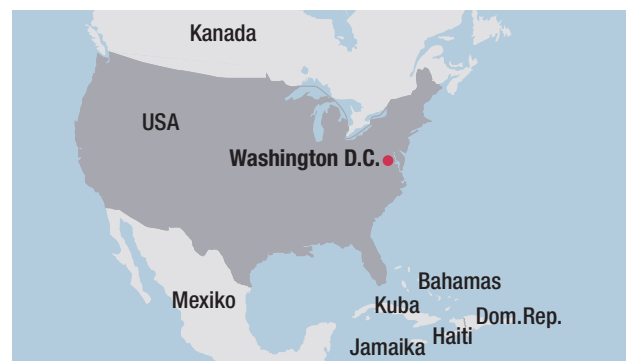 Kanada
USA
Washington D.C.
Bahamas
Mexiko
Kuba
Dom.Rep.
Haiti
Jamaika